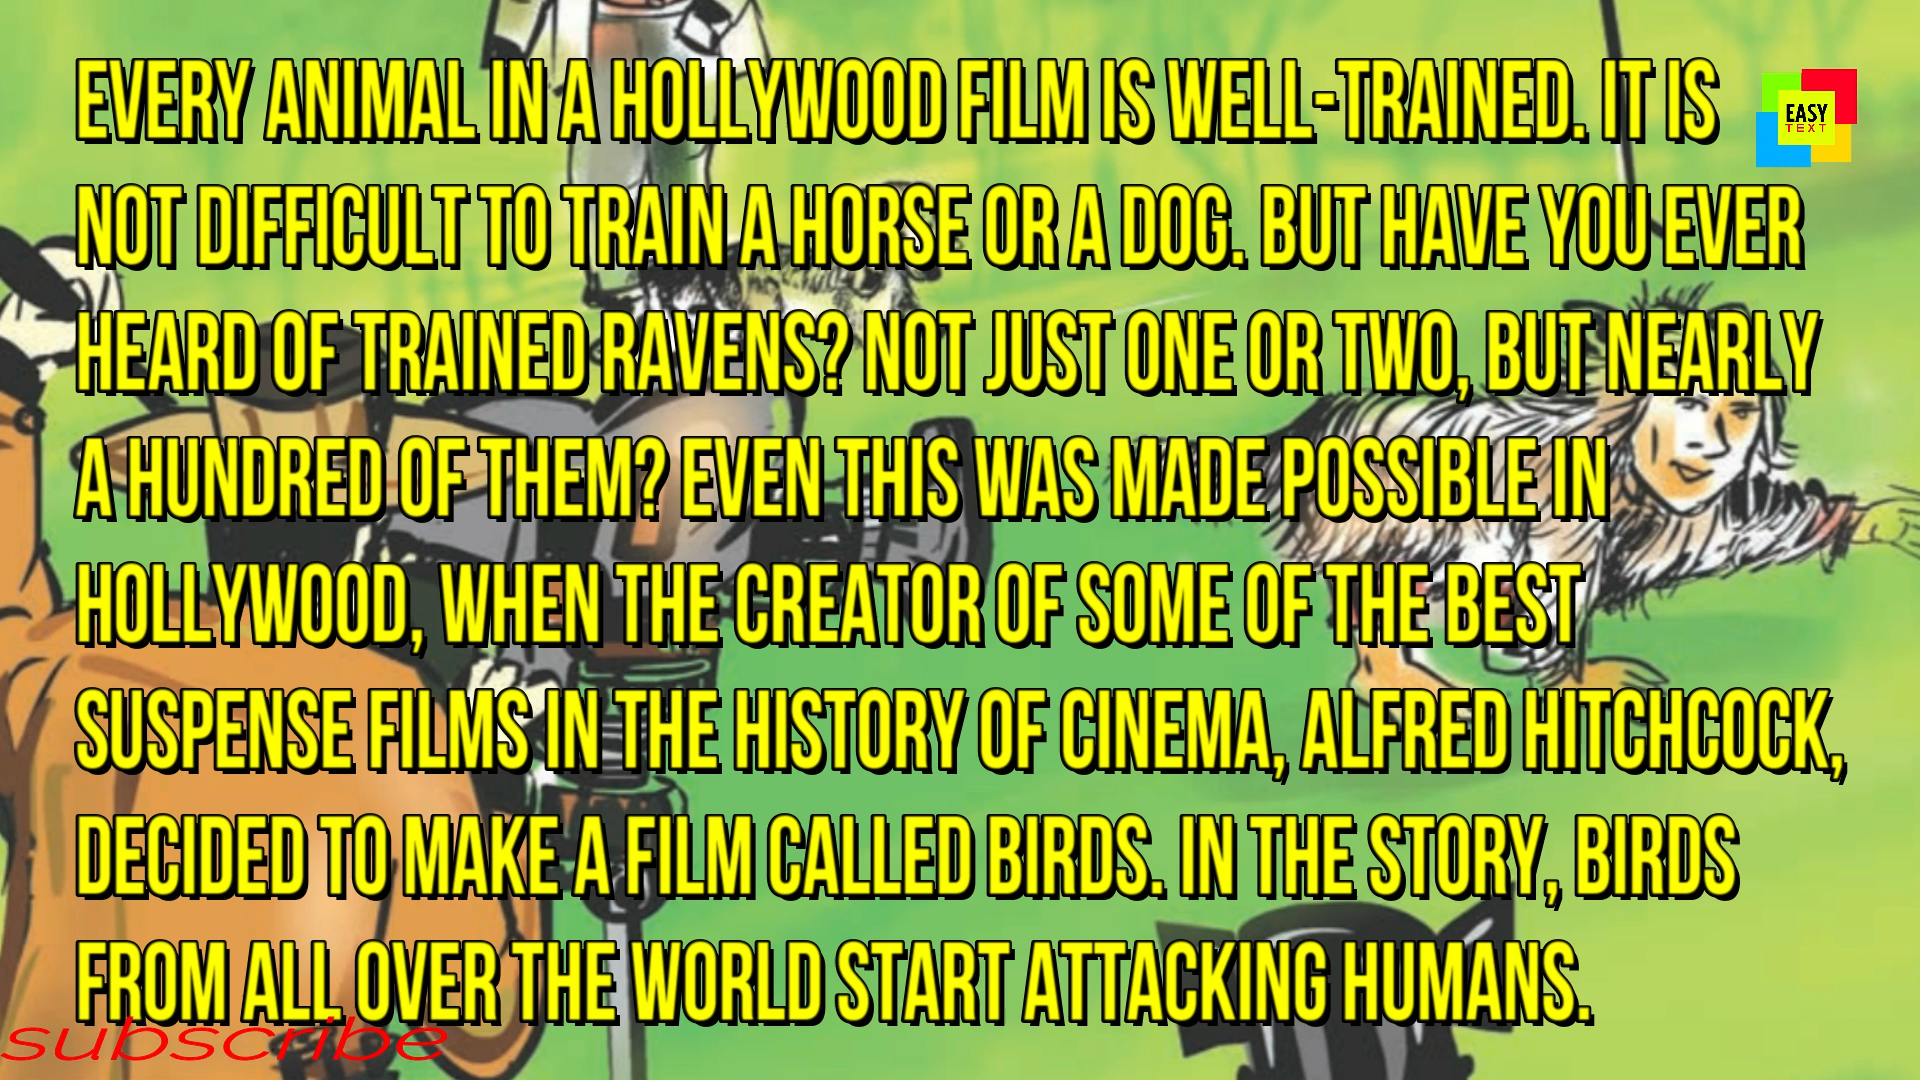 EVERY ANIMAL IN A HOLLYWOOD FILM IS WELL-TRAINED. IT IS
NOT DIFFICULT TO TRAIN A HORSE OR A DOG. BUT HAVE YOU EVER
HEARD OF TRAINED RAVENS? NOT JUST ONE OR TWO, BUT NEARLY
A HUNDRED OF THEM? EVEN THIS WAS MADE POSSIBLE IN
HOLLYWOOD, WHEN THE CREATOR OF SOME OF THE BEST
SUSPENSE FILMS IN THE HISTORY OF CINEMA, ALFRED HITCHCOCK,
DECIDED TO MAKE A FILM CALLED BIRDS. IN THE STORY, BIRDS
FROM ALL OVER THE WORLD START ATTACKING HUMANS.
EASY
TEXT
subscribe